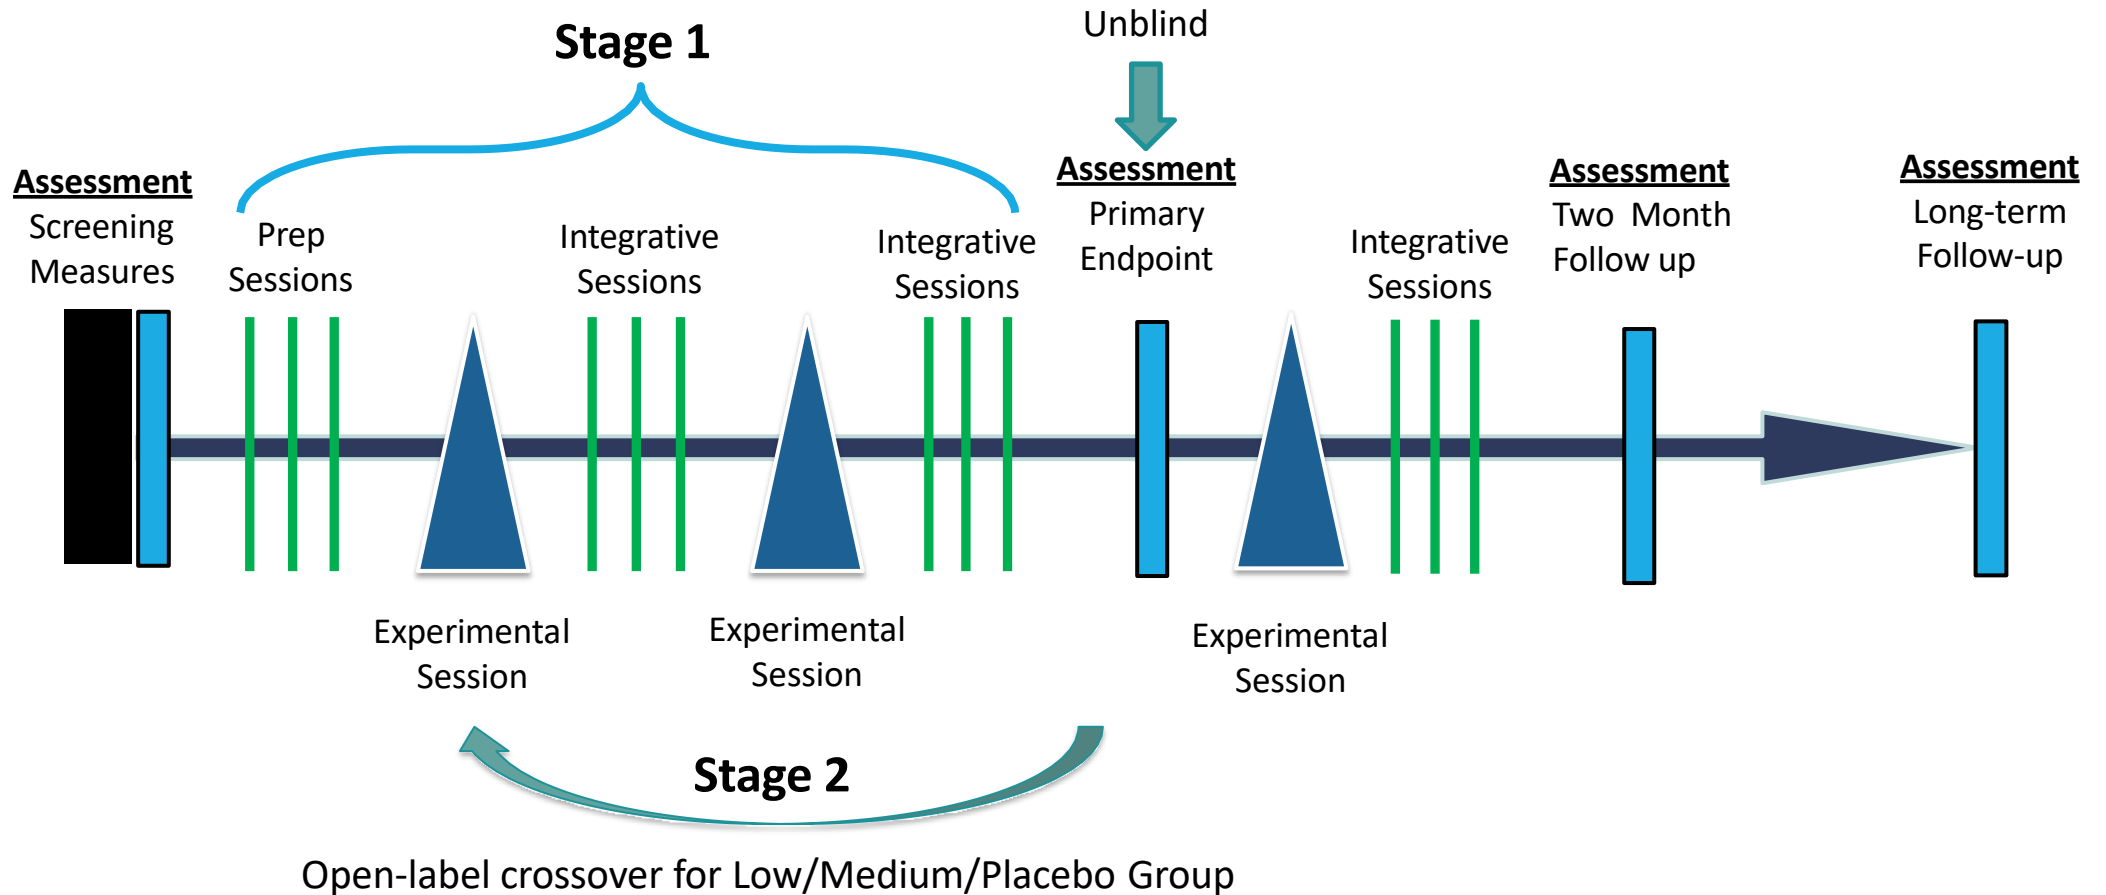 Unblind
Stage 1
Assessment
Screening
Measures
Prep
Sessions
Integrative
Sessions
Integrative
Sessions
Assessment
Primary
Endpoint
Integrative
Sessions
Assessment
Two Month
Follow up
Assessment
Long-term
Follow-up
Experimental
Session
Experimental
Session
Experimental
Session
Stage 2
Open-label crossover for Low/Medium/Placebo Group